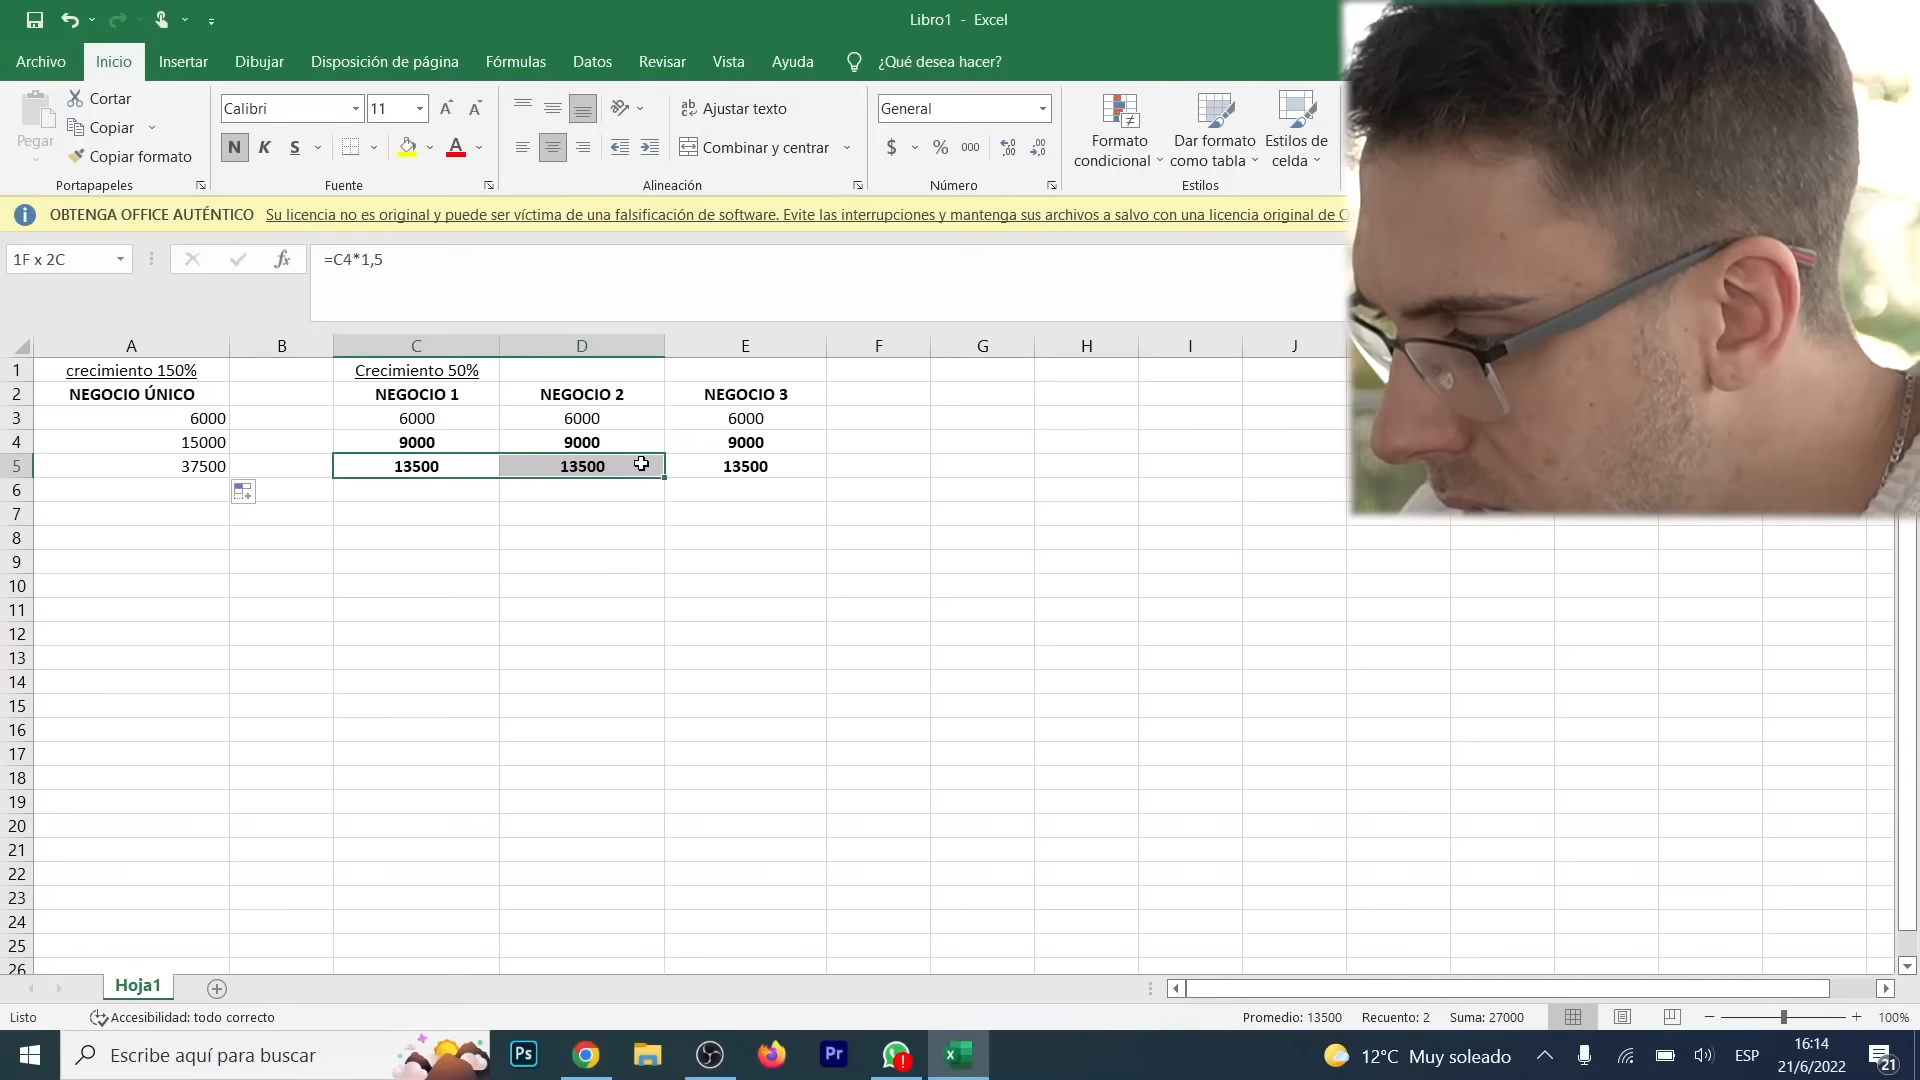 Libro1 - Excel
Archivo Inicio Insertar Dibujar Disposición de página Fórmulas Datos Revisar Vista Ayuda ¿Qué desea hacer?
Pegar
Cortar
Copiar
Copiar formato
Portapapeles
Calibri 11
N K S
Fuente
Ajustar texto
Combinar y centrar
Alineación
General
$ % 000
Número
Formato condicional
Dar formato como tabla
Estilos de celda
Estilos
OBTENGA OFFICE AUTÉNTICO Su licencia no es original y puede ser víctima de una falsificación de software. Evite las interrupciones y mantenga sus archivos a salvo con una licencia original de
1F x 2C fx =C4*1,5
A B C D E F G H I J
1 crecimiento 150% Crecimiento 50%
2 NEGOCIO ÚNICO NEGOCIO 1 NEGOCIO 2 NEGOCIO 3
3 6000 6000 6000 6000
4 15000 9000 9000 9000
5 37500 13500 13500 13500
6
7
8
9
10
11
12
13
14
15
16
17
18
19
20
21
22
23
24
25
26
Hoja1
Listo Accesibilidad: todo correcto Promedio: 13500 Recuento: 2 Suma: 27000 100%
Escribe aquí para buscar Ps Pr 12°C Muy soleado ESP 16:14
21/6/2022 21